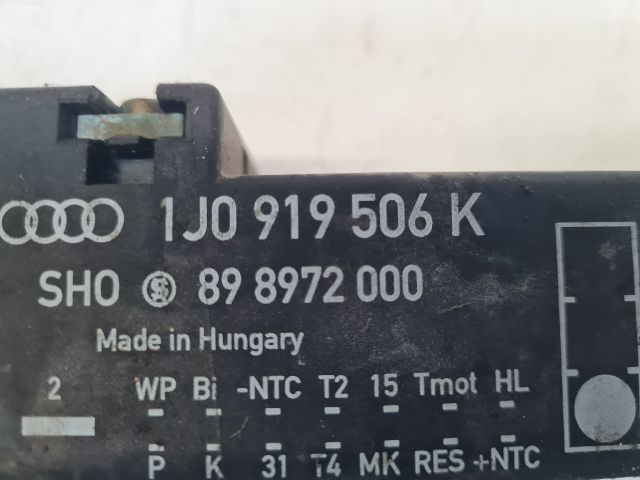 1J0 919 506 K
SHO 89 8972 000
Made in Hungary
2 WP Bi -NTC T2 15 Tmot HL
P K 31 T4 MK RES +NTC